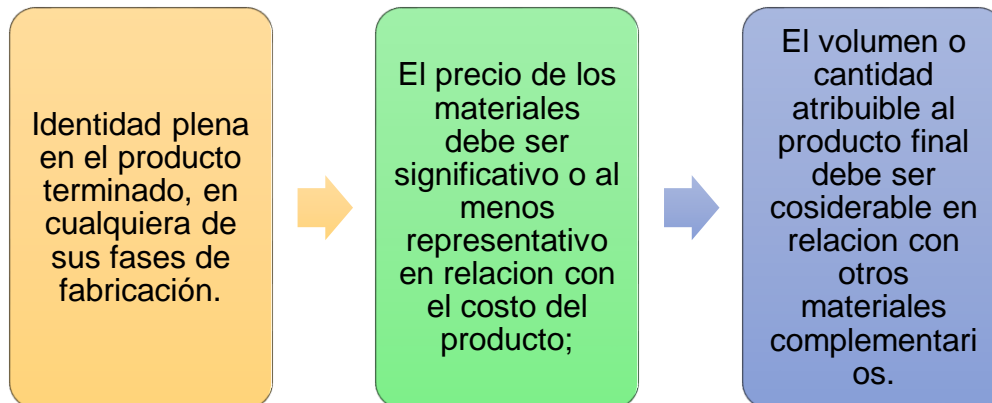 Identidad plena
en el producto
terminado, en
cualquiera de
sus fases de
fabricación.
El precio de los
materiales
debe ser
significativo o al
menos
representativo
en relacion con
el costo del
producto;
El volumen o
cantidad
atribuible al
producto final
debe ser
cosiderable en
relacion con
otros
materiales
complementari
os.